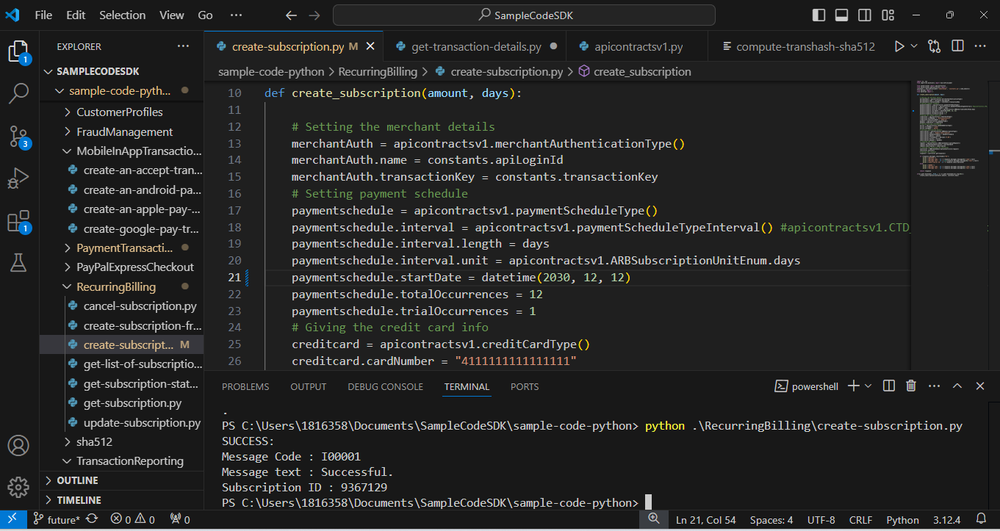 File Edit Selection View Go ··· SampleCodeSDK
EXPLORER ···
SAMPLECODESDK
sample-code-pyth...
CustomerProfiles
FraudManagement
MobileInAppTransactio...
create-an-accept-tran...
create-an-android-pa...
create-an-apple-pay-...
create-google-pay-tr...
PaymentTransacti...
PayPalExpressCheckout
RecurringBilling
cancel-subscription.py
create-subscription-fr...
create-subscript... M
get-list-of-subscriptio...
get-subscription-stat...
get-subscription.py
update-subscription.py
sha512
TransactionReporting
OUTLINE
TIMELINE
1
3
1
create-subscription.py M
get-transaction-details.py
apicontractsv1.py
compute-transhash-sha512
sample-code-python > RecurringBilling > create-subscription.py > create_subscription
10 def create_subscription(amount, days):
11
12 # Setting the merchant details
13 merchantAuth = apicontractsv1.merchantAuthenticationType()
14 merchantAuth.name = constants.apiLoginId
15 merchantAuth.transactionKey = constants.transactionKey
16 # Setting payment schedule
17 paymentschedule = apicontractsv1.paymentScheduleType()
18 paymentschedule.interval = apicontractsv1.paymentScheduleTypeInterval() #apicontractsv1.CTD_
19 paymentschedule.interval.length = days
20 paymentschedule.interval.unit = apicontractsv1.ARBSubscriptionUnitEnum.days
21 paymentschedule.startDate = datetime(2030, 12, 12)
22 paymentschedule.totalOccurrences = 12
23 paymentschedule.trialOccurrences = 1
24 # Giving the credit card info
25 creditcard = apicontractsv1.creditCardType()
26 creditcard.cardNumber = "4111111111111111"
PROBLEMS OUTPUT DEBUG CONSOLE TERMINAL PORTS powershell
.
PS C:\Users\1816358\Documents\SampleCodeSDK\sample-code-python> python .\RecurringBilling\create-subscription.py
SUCCESS:
Message Code : I00001
Message text : Successful.
Subscription ID : 9367129
PS C:\Users\1816358\Documents\SampleCodeSDK\sample-code-python>
future* 0 0 0 Ln 21, Col 54 Spaces: 4 UTF-8 CRLF Python 3.12.4